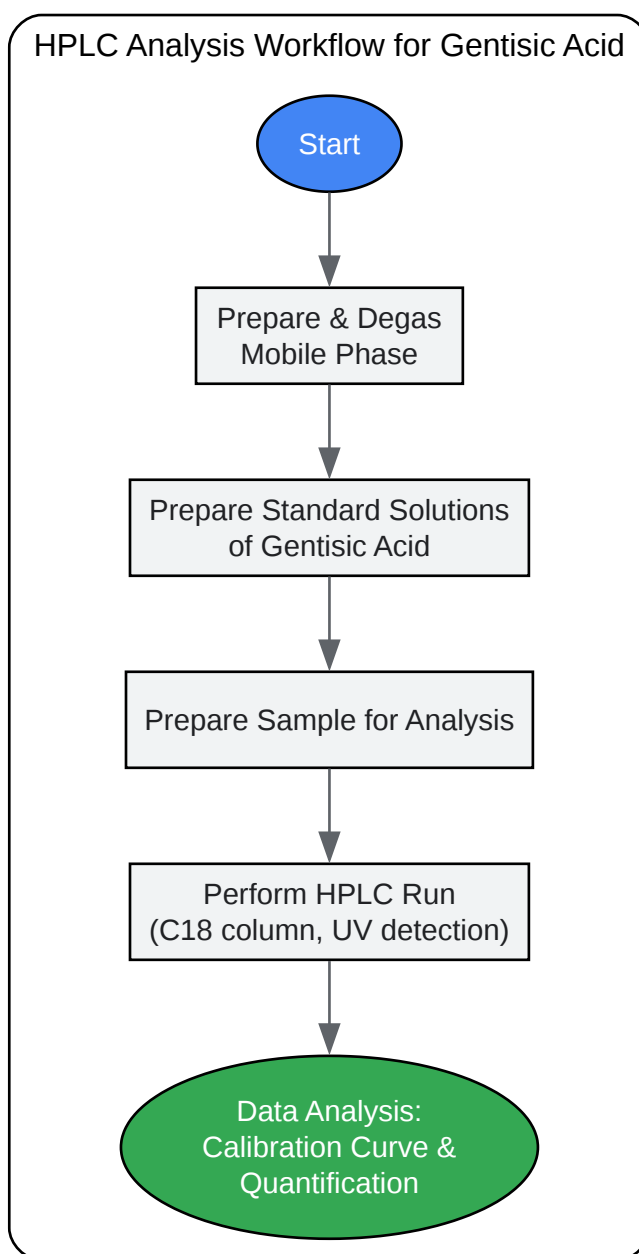 HPLC Analysis Workflow for Gentisic Acid
Start
Prepare & Degas
Mobile Phase
Prepare Standard Solutions
of Gentisic Acid
Prepare Sample for Analysis
Perform HPLC Run
(C18 column, UV detection)
Data Analysis:
Calibration Curve &
Quantification